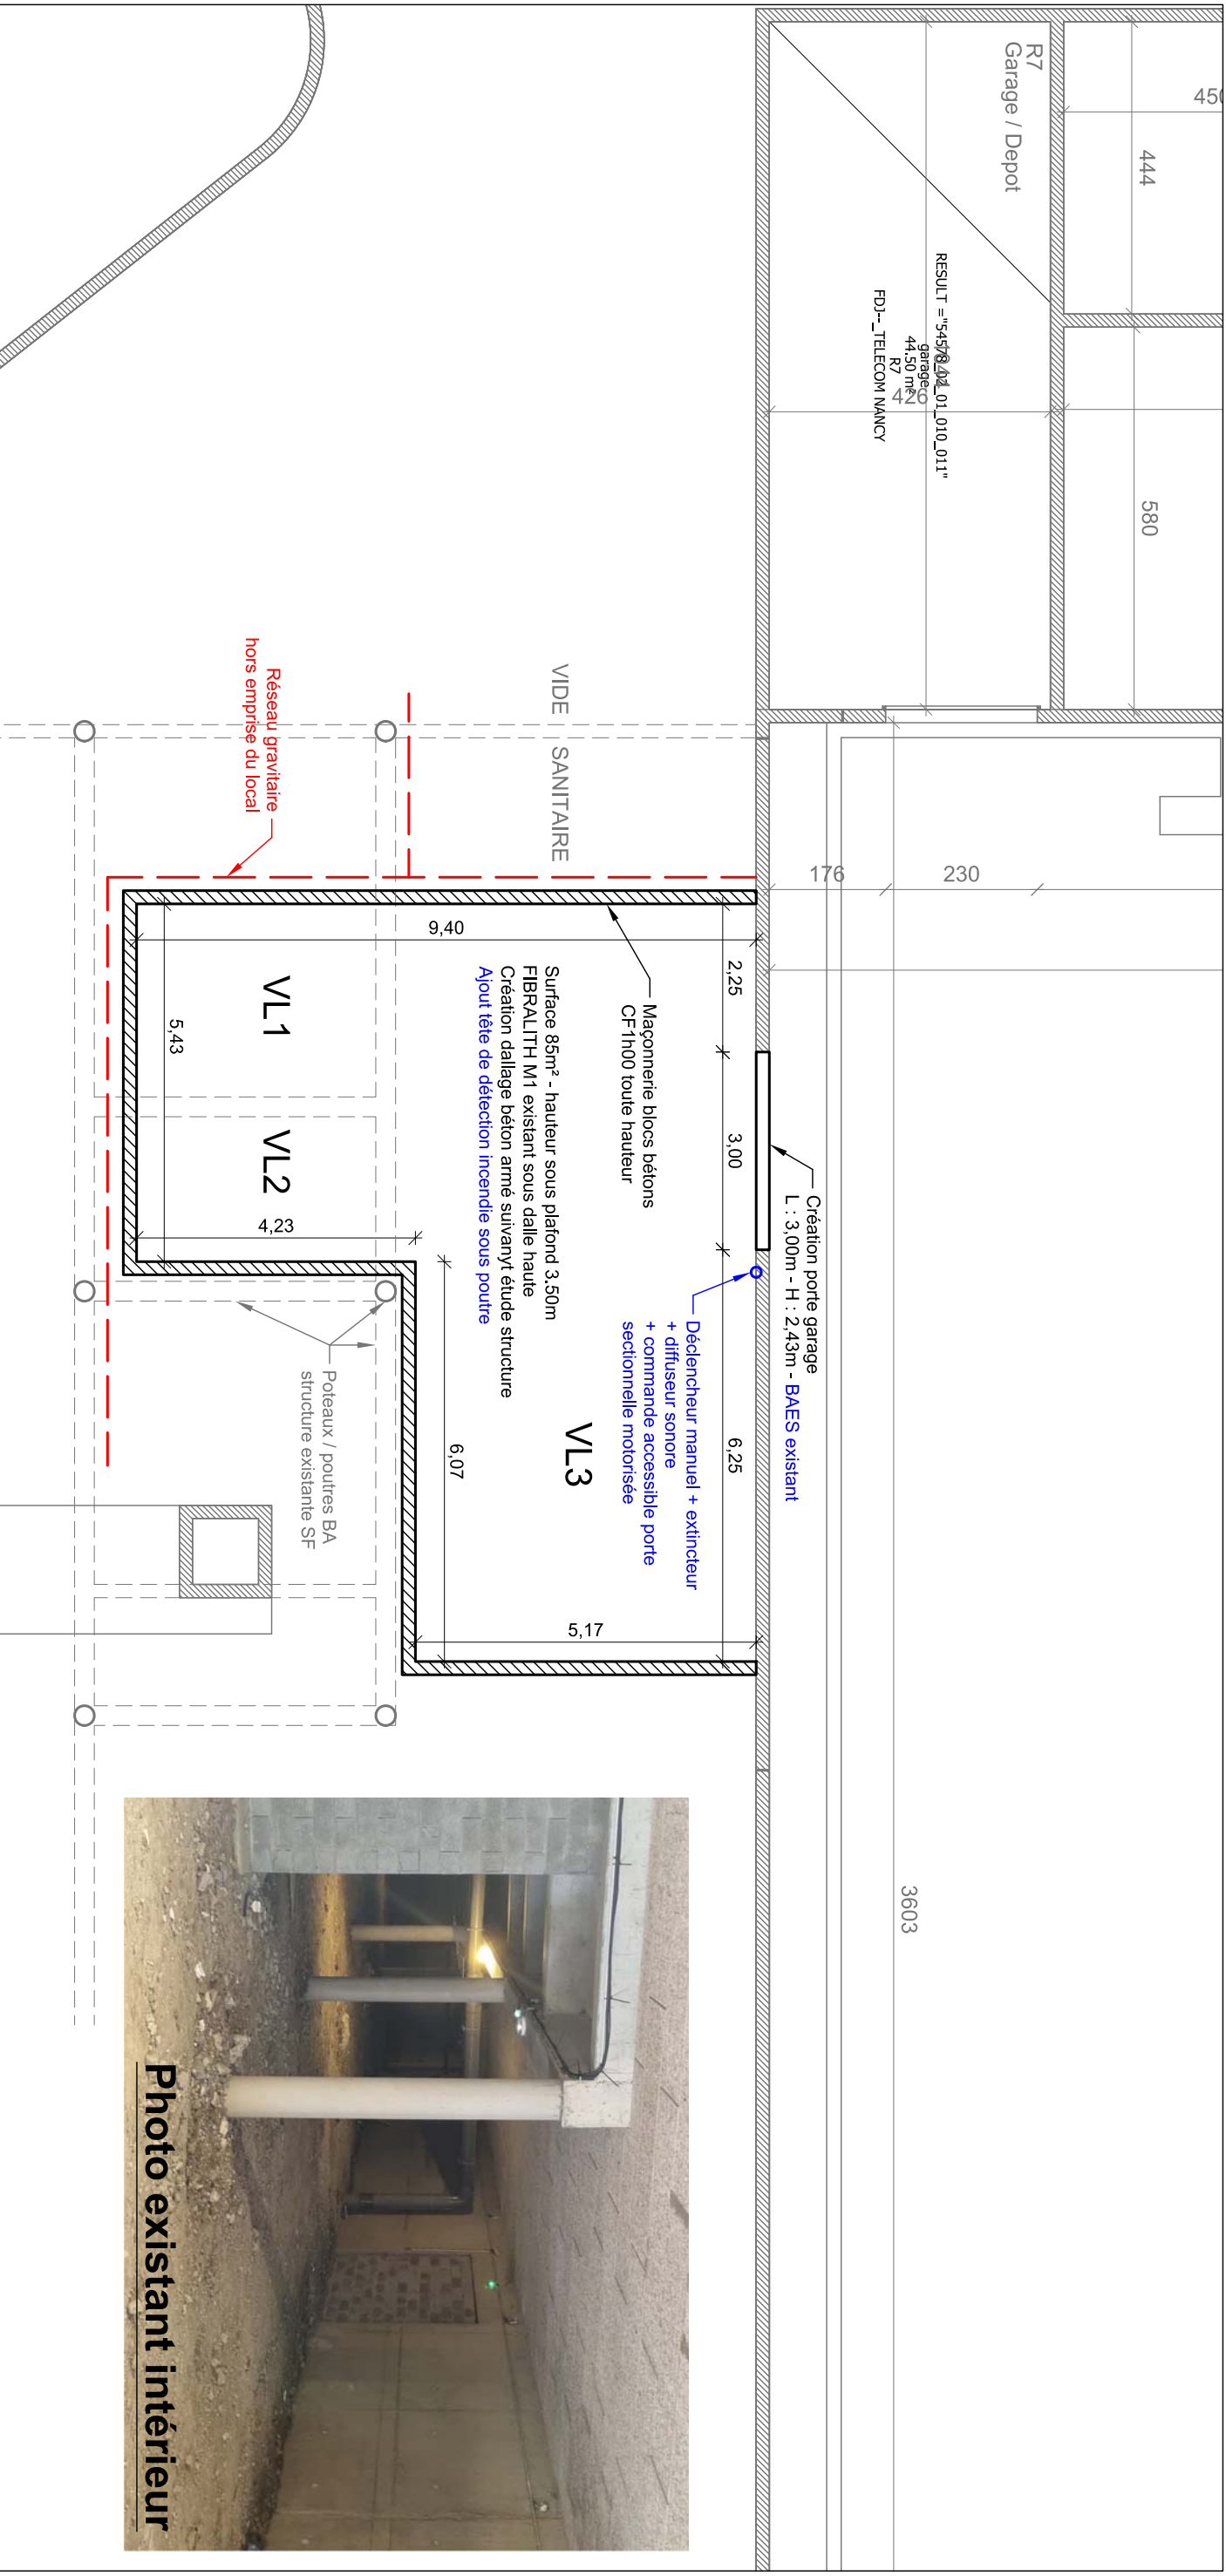 R7
Garage / Depot
450
444
580
RESULT ="54578_02_01_010_011"
garage
44.50 m²
R7
FDJ--_TELECOM NANCY
426
176
230
3603
VIDE SANITAIRE
Réseau gravitaire
hors emprise du local
Création porte garage
L : 3,00m - H : 2,43m - BAES existant
Déclencheur manuel + extincteur
+ diffuseur sonore
+ commande accessible porte
sectionnelle motorisée
2,25
3,00
6,25
Maçonnerie blocs bétons
CF1h00 toute hauteur
9,40
Surface 85m² - hauteur sous plafond 3.50m
FIBRALITH M1 existant sous dalle haute
Création dallage béton armé suivanyt étude structure
Ajout tête de détection incendie sous poutre
VL3
5,17
6,07
VL1
VL2
4,23
5,43
Poteaux / poutres BA
structure existante SF
Photo existant intérieur